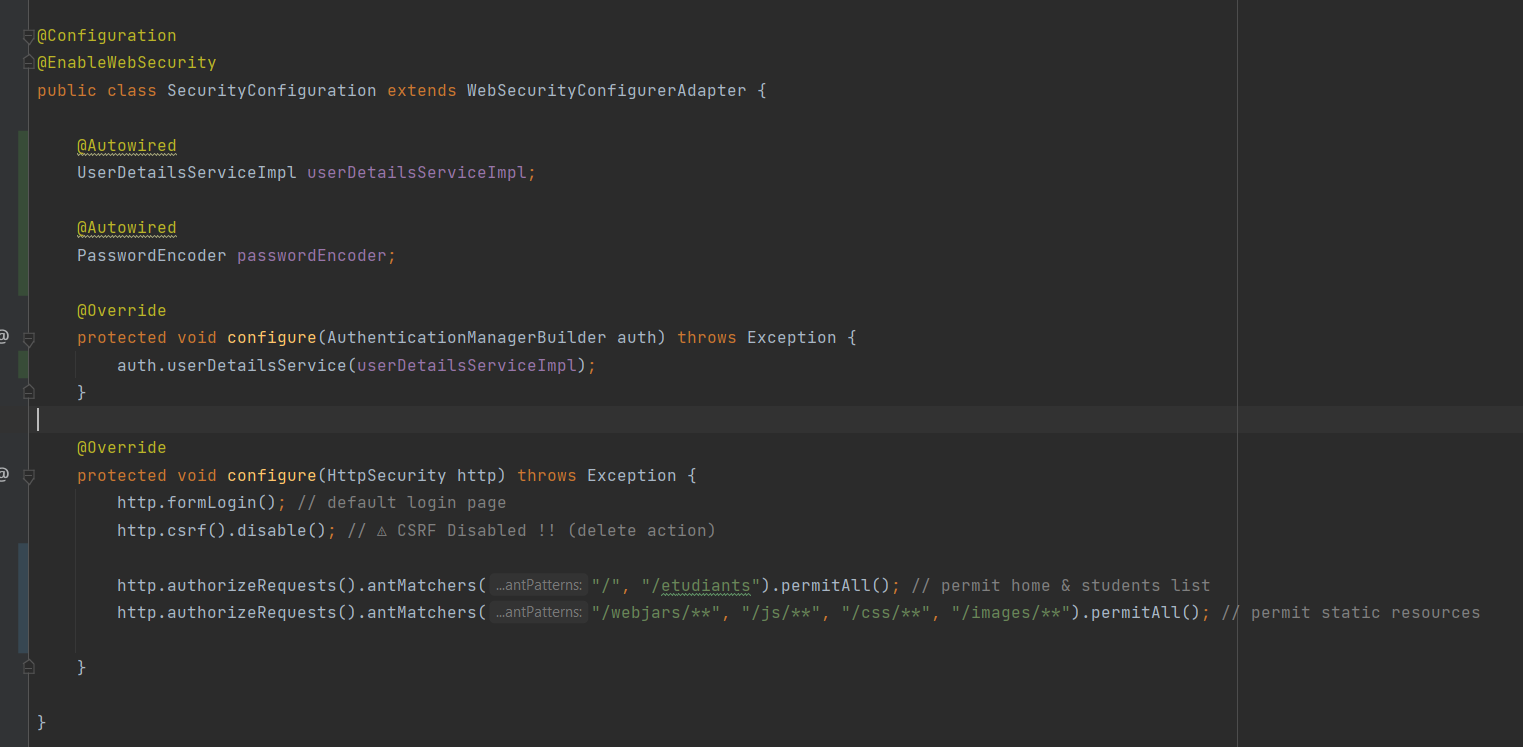 @Configuration
@EnableWebSecurity
public class SecurityConfiguration extends WebSecurityConfigurerAdapter {
@Autowired
UserDetailsServiceImpl userDetailsServiceImpl;
@Autowired
PasswordEncoder passwordEncoder;
@Override
@ protected void configure(AuthenticationManagerBuilder auth) throws Exception {
auth.userDetailsService(userDetailsServiceImpl);
}
@Override
@ protected void configure(HttpSecurity http) throws Exception {
http.formLogin(); // default login page
http.csrf().disable(); // ⚠ CSRF Disabled !! (delete action)
http.authorizeRequests().antMatchers( ...antPatterns: "/", "/etudiants").permitAll(); // permit home & students list
http.authorizeRequests().antMatchers( ...antPatterns: "/webjars/**", "/js/**", "/css/**", "/images/**").permitAll(); // permit static resources
}
}